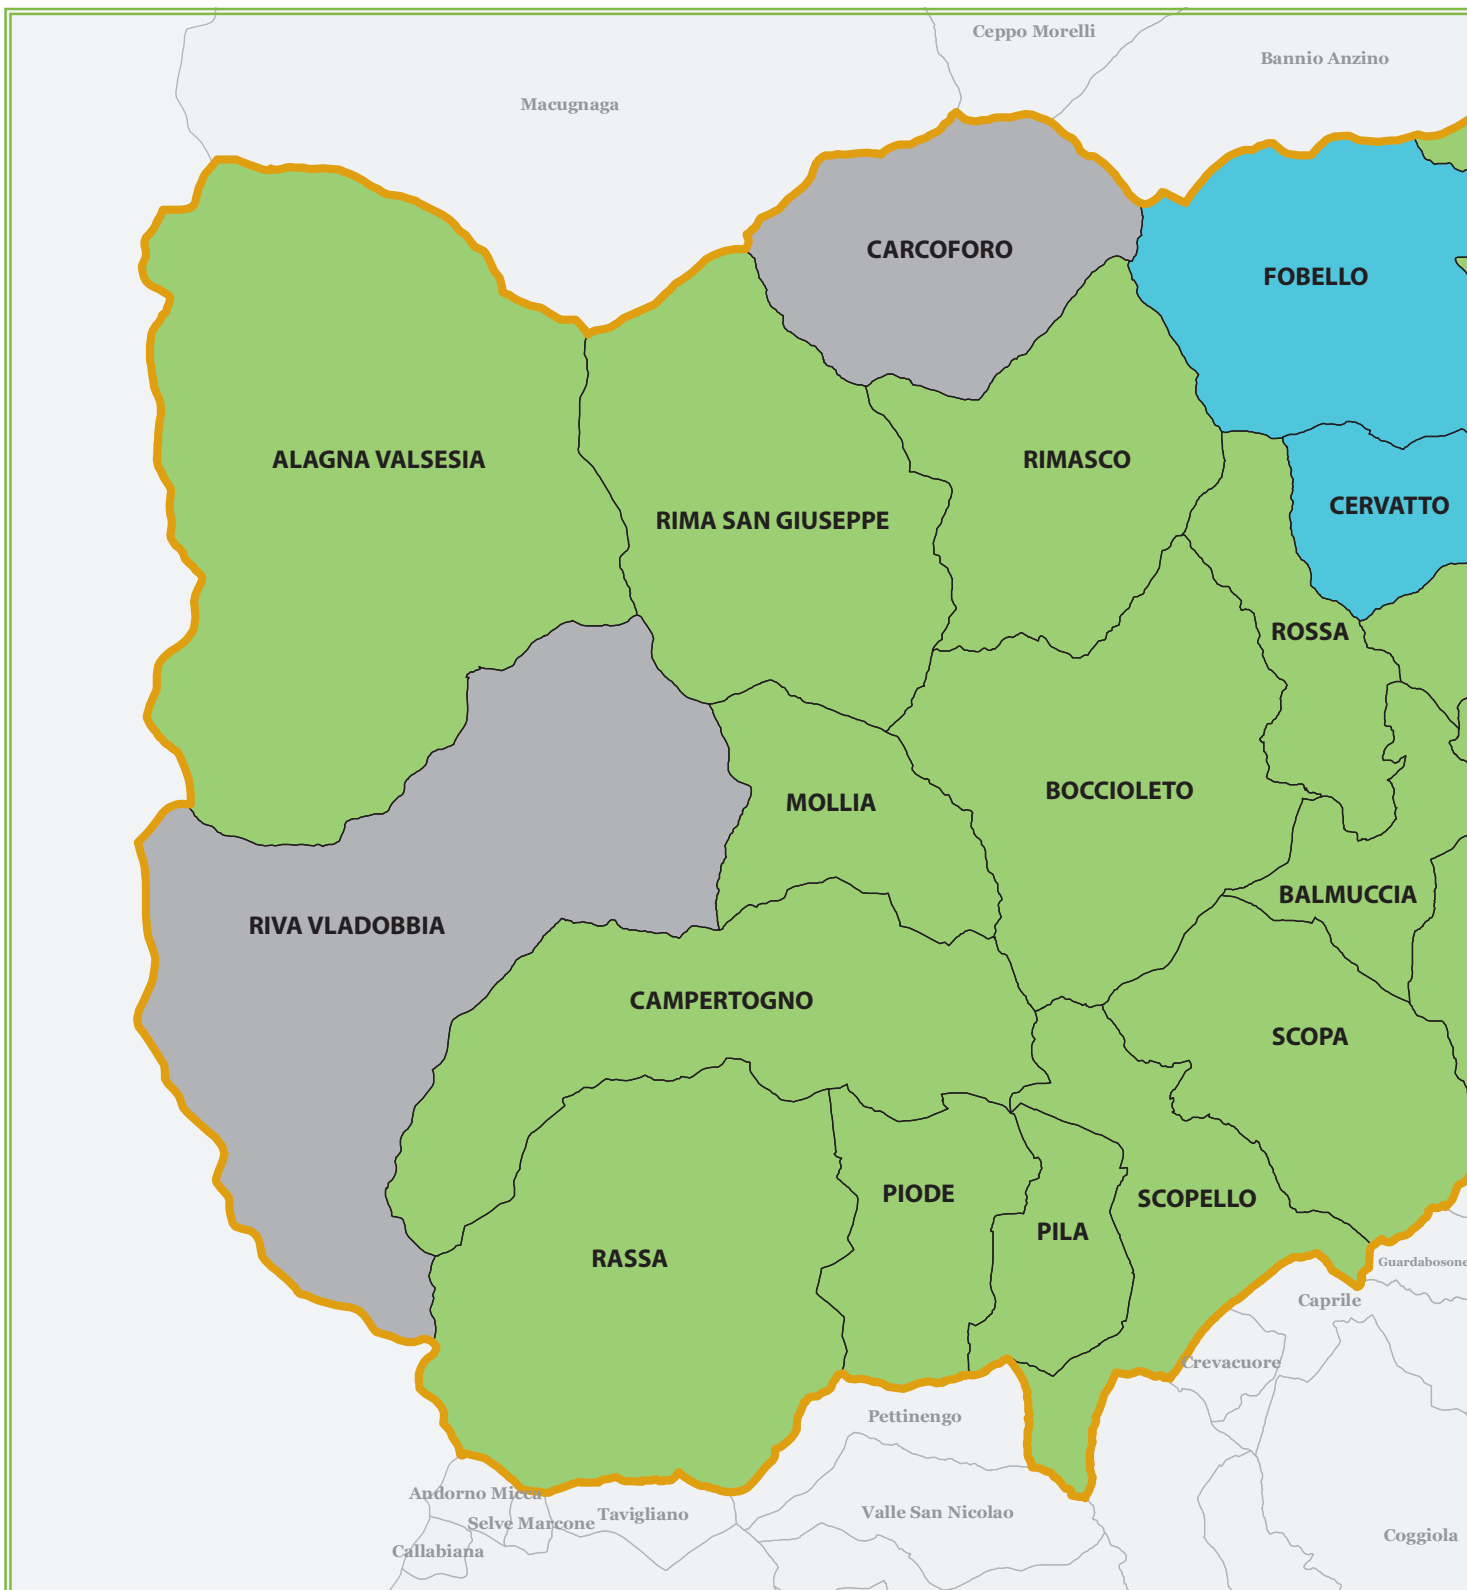 Ceppo Morelli
Bannio Anzino
Macugnaga
CARCOFORO
FOBELLO
ALAGNA VALSESIA
RIMASCO
RIMA SAN GIUSEPPE
CERVATTO
ROSSA
BOCCIOLETO
MOLLIA
BALMUCCIA
RIVA VLADOBBIA
CAMPERTOGNO
SCOPA
PIODE
SCOPELLO
PILA
RASSA
Guardabosone
Caprile
Crevacuore
Pettinengo
Andorno Micca
Tavigliano
Valle San Nicolao
Selve Marcone
Coggiola
Callabiana